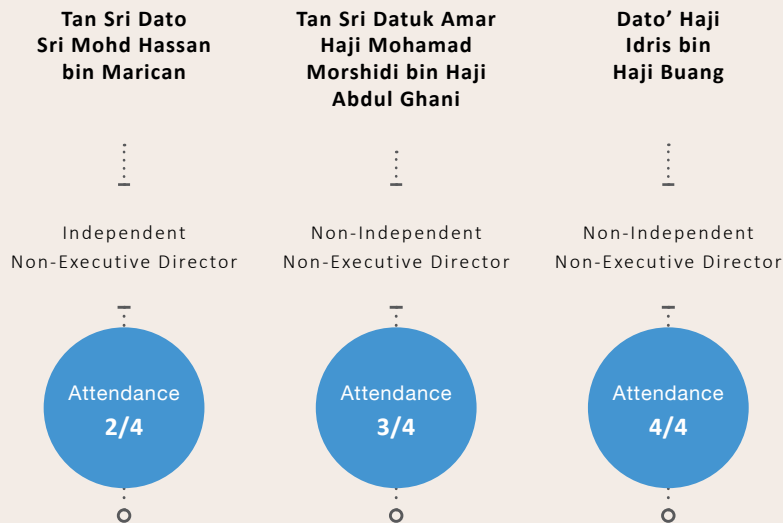 Tan Sri Dato
Sri Mohd Hassan
bin Marican
Independent
Non-Executive Director
Attendance
2/4
Tan Sri Datuk Amar
Haji Mohamad
Morshidi bin Haji
Abdul Ghani
Non-Independent
Non-Executive Director
Attendance
3/4
Dato’ Haji
Idris bin
Haji Buang
Non-Independent
Non-Executive Director
Attendance
4/4